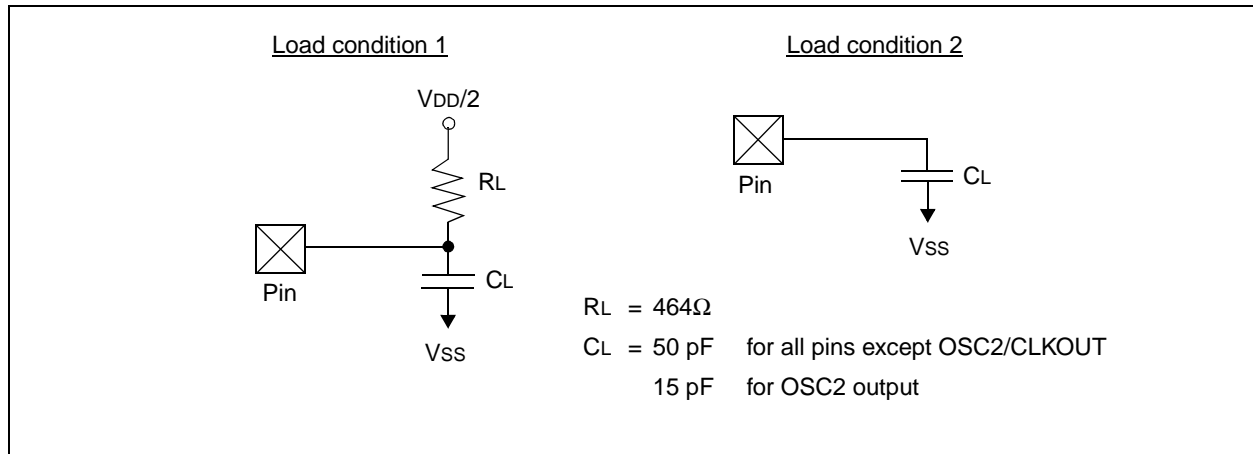 Load condition 1
VDD/2
RL
Pin
CL
VSS
Load condition 2
Pin
CL
VSS
RL = 464Ω
CL = 50 pF for all pins except OSC2/CLKOUT
15 pF for OSC2 output